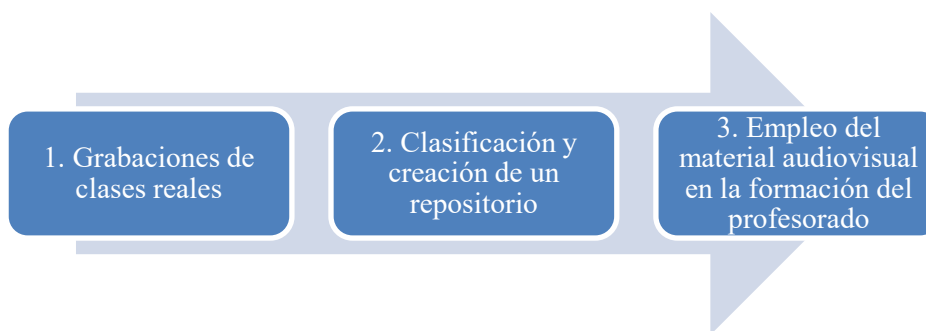 1. Grabaciones de
clases reales
2. Clasificación y
creación de un
repositorio
3. Empleo del
material audiovisual
en la formación del
profesorado